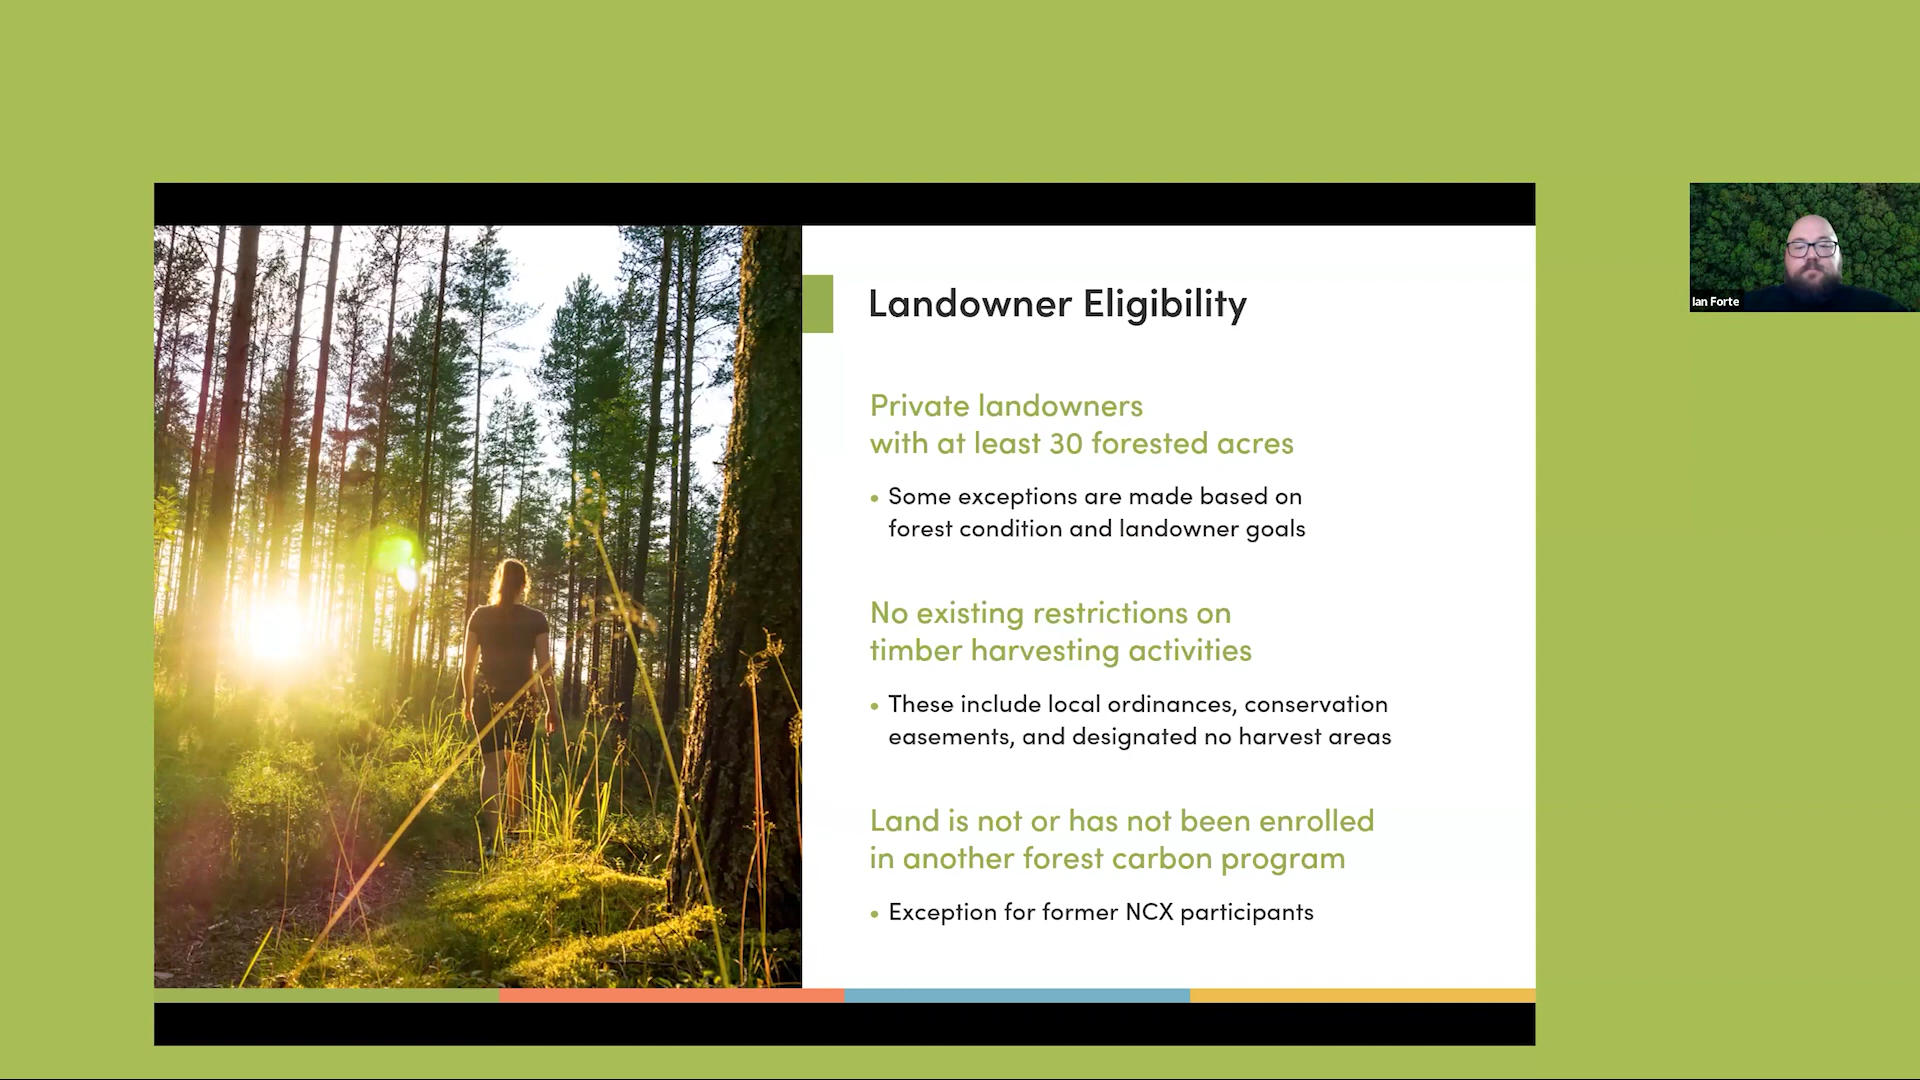 Landowner Eligibility
Private landowners
with at least 30 forested acres
• Some exceptions are made based on
forest condition and landowner goals
No existing restrictions on
timber harvesting activities
• These include local ordinances, conservation
easements, and designated no harvest areas
Land is not or has not been enrolled
in another forest carbon program
• Exception for former NCX participants
Ian Forte